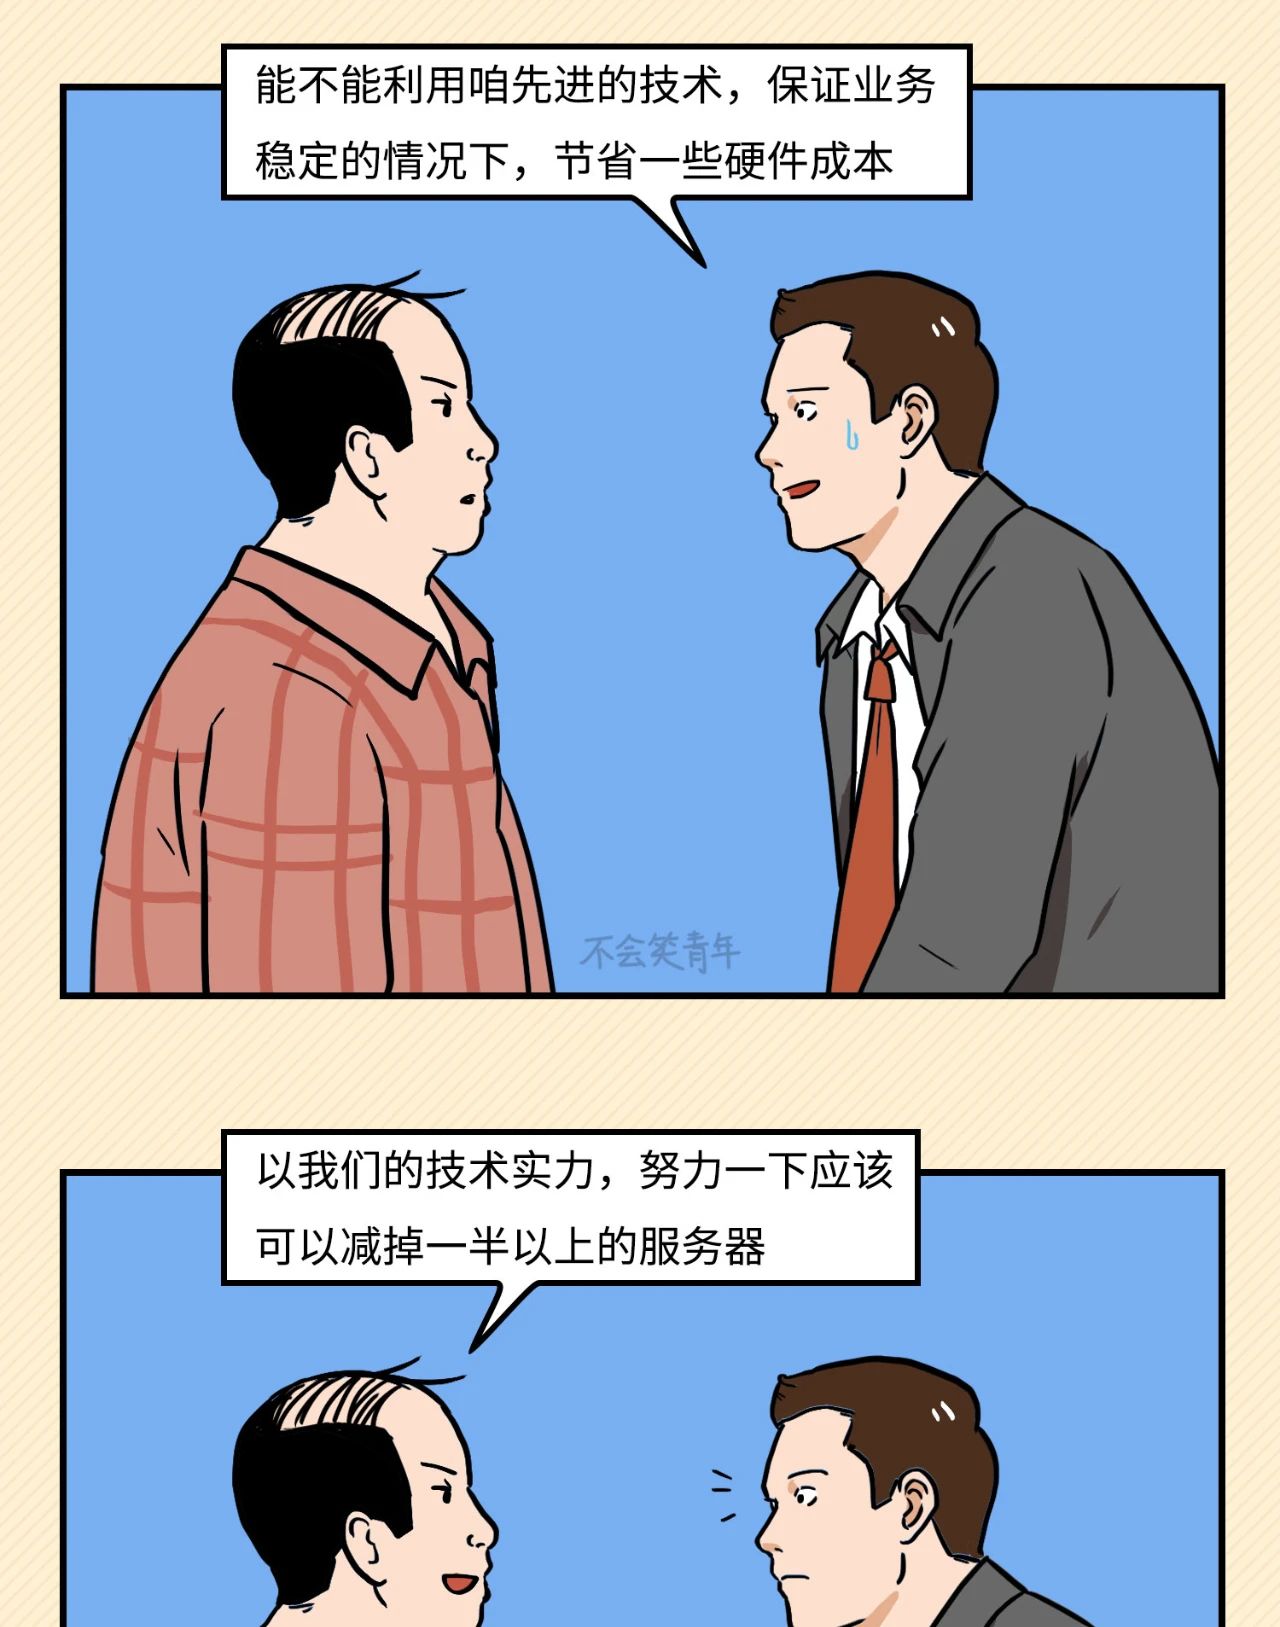 能不能利用咱先进的技术，保证业务
稳定的情况下，节省一些硬件成本
不会笑青年
以我们的技术实力，努力一下应该
可以减掉一半以上的服务器